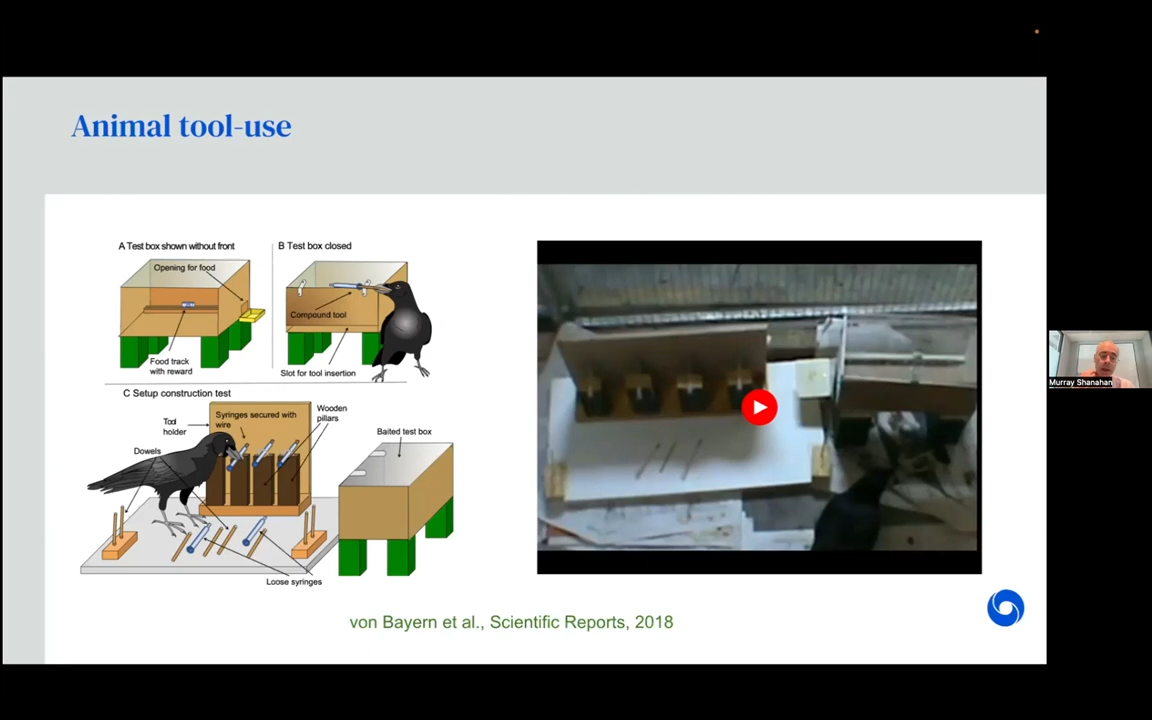 Animal tool-use
A Test box shown without front
Opening for food
Food track
with reward
B Test box closed
Compound tool
Slot for tool insertion
C Setup construction test
Tool
holder
Syringes secured with
wire
Wooden
pillars
Dowels
Baited test box
Loose syringes
von Bayern et al., Scientific Reports, 2018
Murray Shanahan